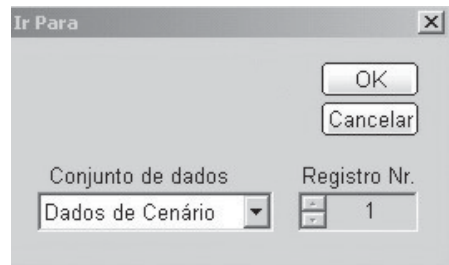 Ir Para
OK
Cancelar
Conjunto de dados
Registro Nr.
Dados de Cenário
1